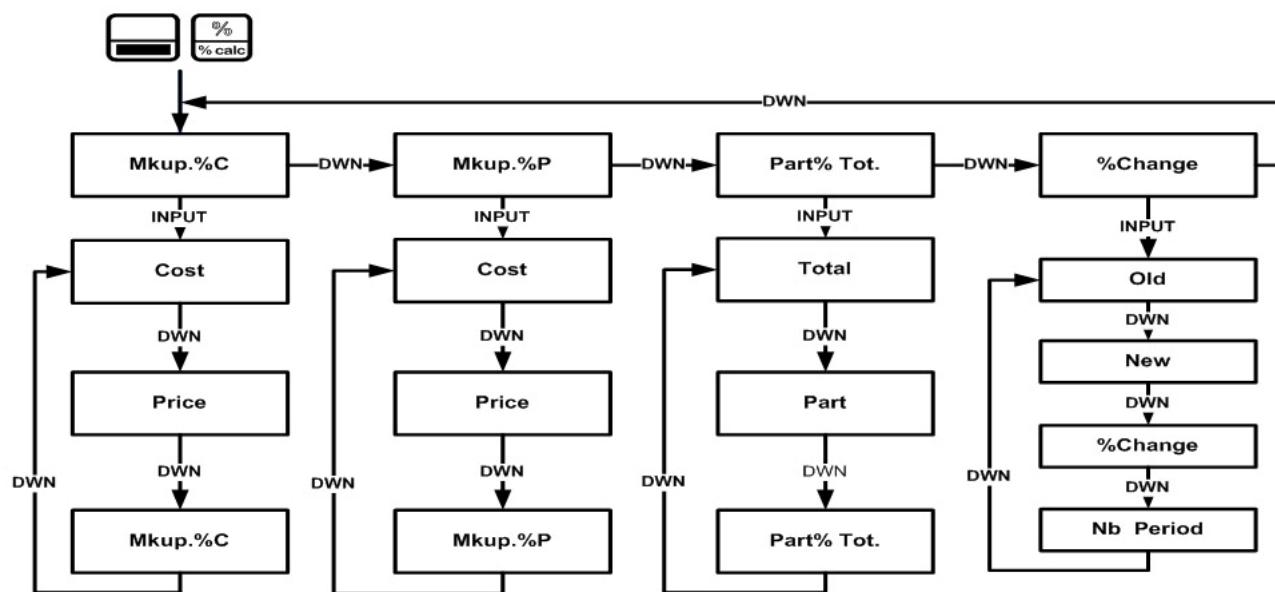 %
% calc
DWN
Mkup.%C
DWN
Mkup.%P
DWN
Part% Tot.
DWN
%Change
INPUT
INPUT
INPUT
INPUT
Cost
Cost
Total
Old
DWN
DWN
DWN
DWN
New
Price
Price
Part
DWN
%Change
DWN
DWN
DWN
DWN
DWN
DWN
DWN
DWN
DWN
Mkup.%C
Mkup.%P
Part% Tot.
Nb Period